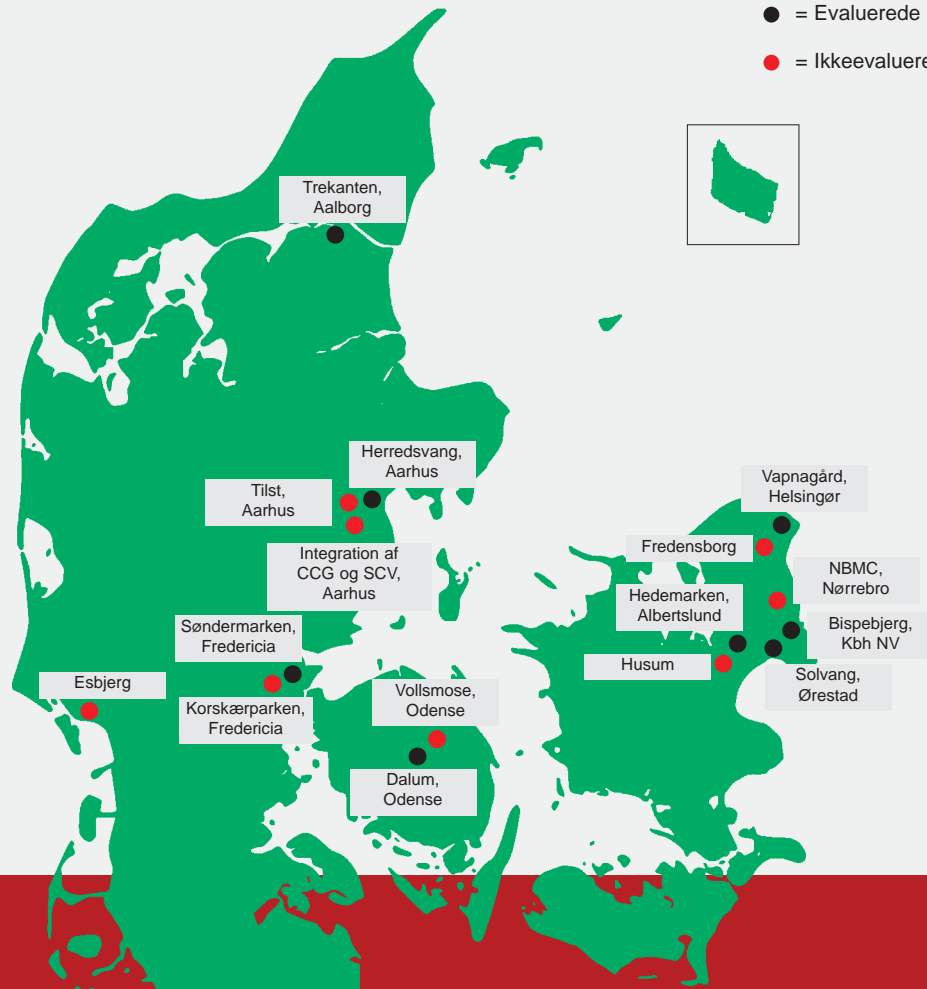 = Evaluerede
= Ikkeevaluere
Trekanten,
Aalborg
Herredsvang,
Aarhus
Tilst,
Aarhus
Integration af
CCG og SCV,
Aarhus
Vapnagård,
Helsingør
Fredensborg
NBMC,
Nørrebro
Hedemarken,
Albertslund
Bispebjerg,
Kbh NV
Husum
Solvang,
Ørestad
Søndermarken,
Fredericia
Esbjerg
Korskærparken,
Fredericia
Vollsmose,
Odense
Dalum,
Odense